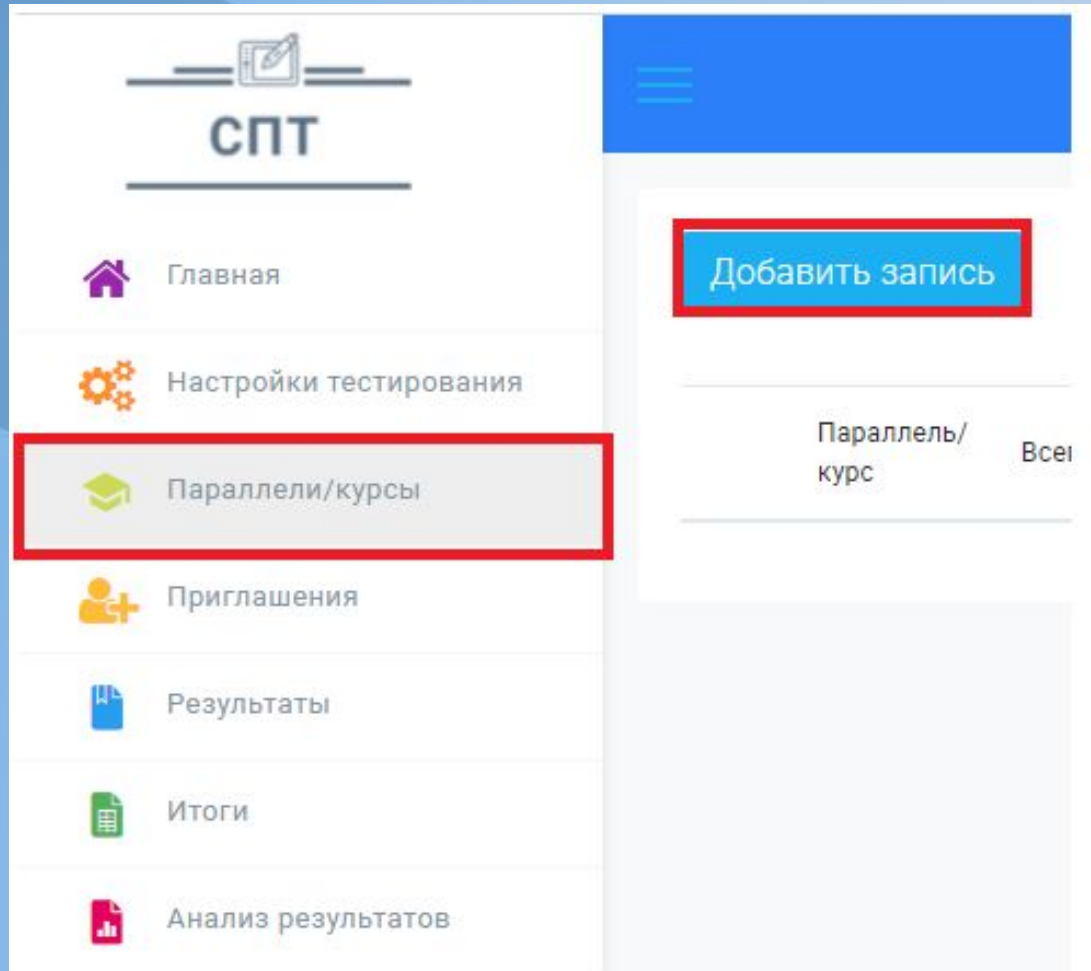 СПТ
Главная
Настройки тестирования
Параллели/курсы
Приглашения
Результаты
Итоги
Анализ результатов
Добавить запись
Параллель/
курс